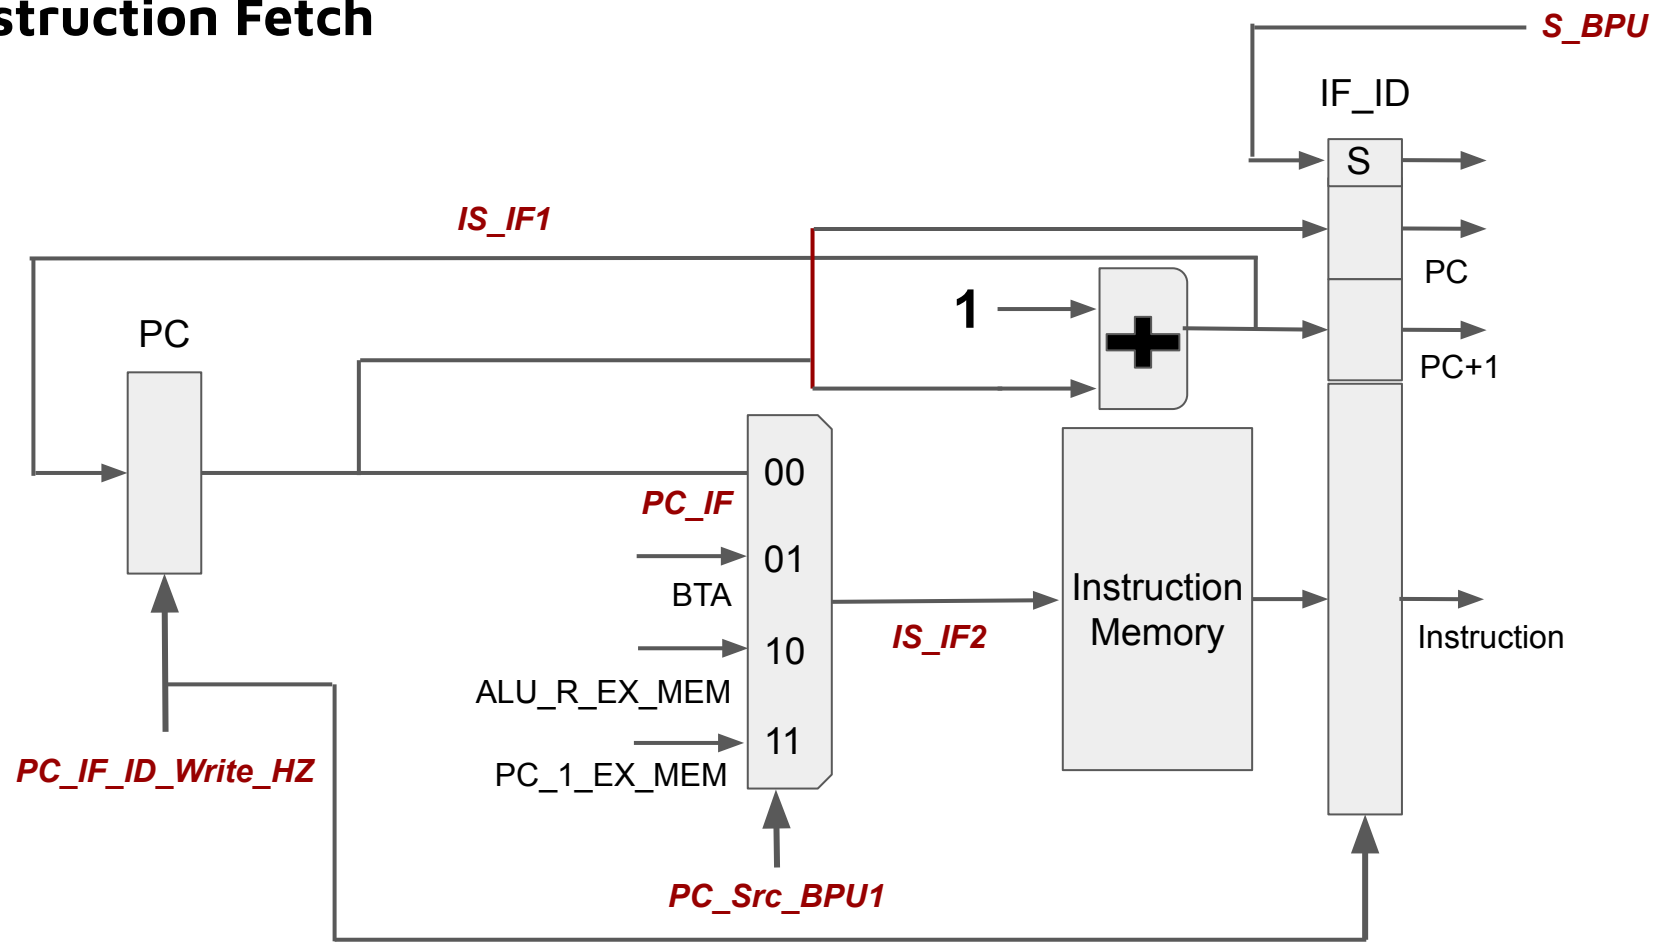 struction Fetch
S_BPU
IF_ID
S
IS_IF1
PC
1
PC
PC+1
00
PC_IF
01
BTA
10
ALU_R_EX_MEM
11
PC_1_EX_MEM
IS_IF2
Instruction
Memory
Instruction
PC_IF_ID_Write_HZ
PC_Src_BPU1